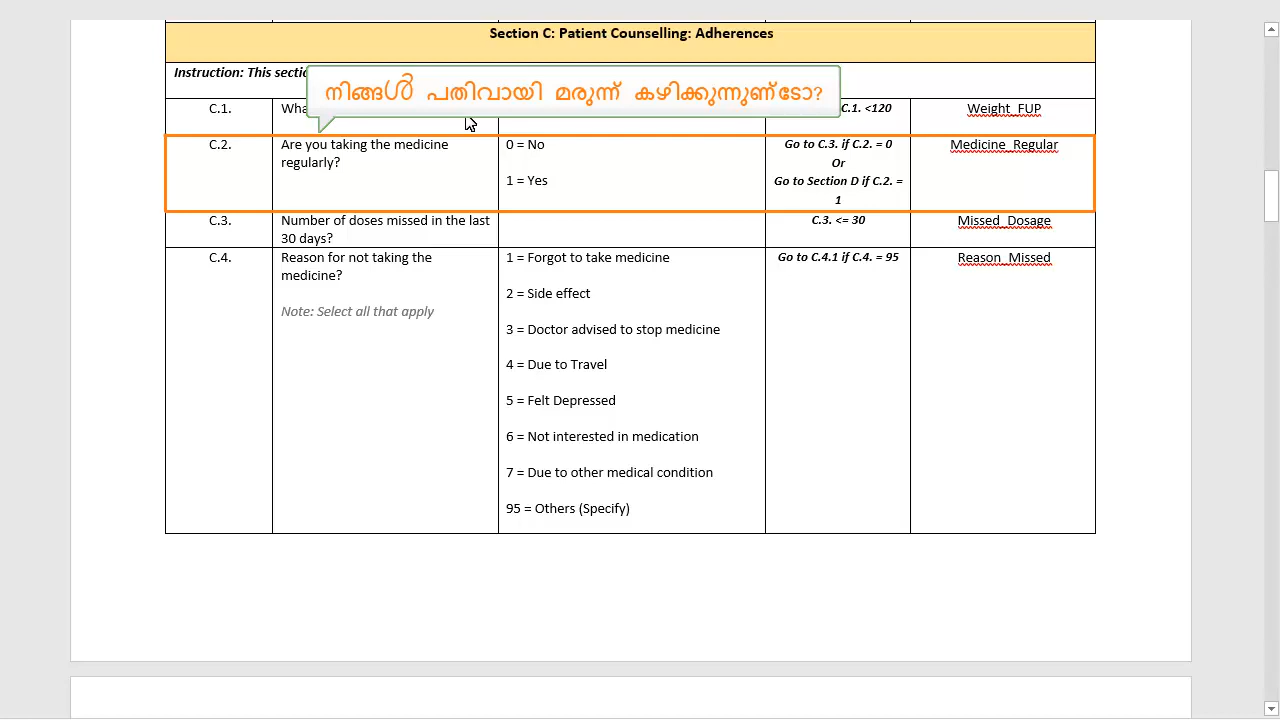 Section C: Patient Counselling: Adherences
Instruction: This
നിങ്ങൾ പതിവായി മരുന്ന് കഴിക്കുന്നുണ്ടോ?
C.1. C.1. <120 Weight_FUP
C.2. Are you taking the medicine 0 = No Go to C.3. if C.2. = 0 Medicine_Regular
regularly? Or
1 = Yes Go to Section D if C.2. =
1
C.3. Number of doses missed in the last C.3. <= 30 Missed_Dosage
30 days?
C.4. Reason for not taking the 1 = Forgot to take medicine Go to C.4.1 if C.4. = 95 Reason_Missed
medicine?
2 = Side effect
Note: Select all that apply
3 = Doctor advised to stop medicine
4 = Due to Travel
5 = Felt Depressed
6 = Not interested in medication
7 = Due to other medical condition
95 = Others (Specify)